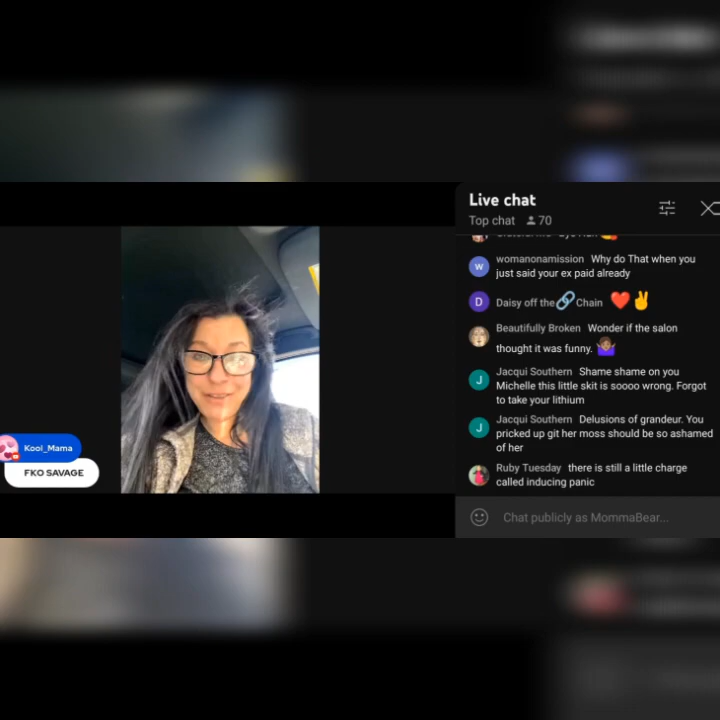 Live chat
Top chat 70
womanonamission Why do That when you
just said your ex paid already
Daisy off the Chain
Beautifully Broken Wonder if the salon
thought it was funny.
Jacqui Southern Shame shame on you
Michelle this little skit is soooo wrong. Forgot
to take your lithium
Jacqui Southern Delusions of grandeur. You
pricked up git her moss should be so ashamed
of her
Ruby Tuesday there is still a little charge
called inducing panic
Chat publicly as MommaBear...
Kool_Mama
FKO SAVAGE